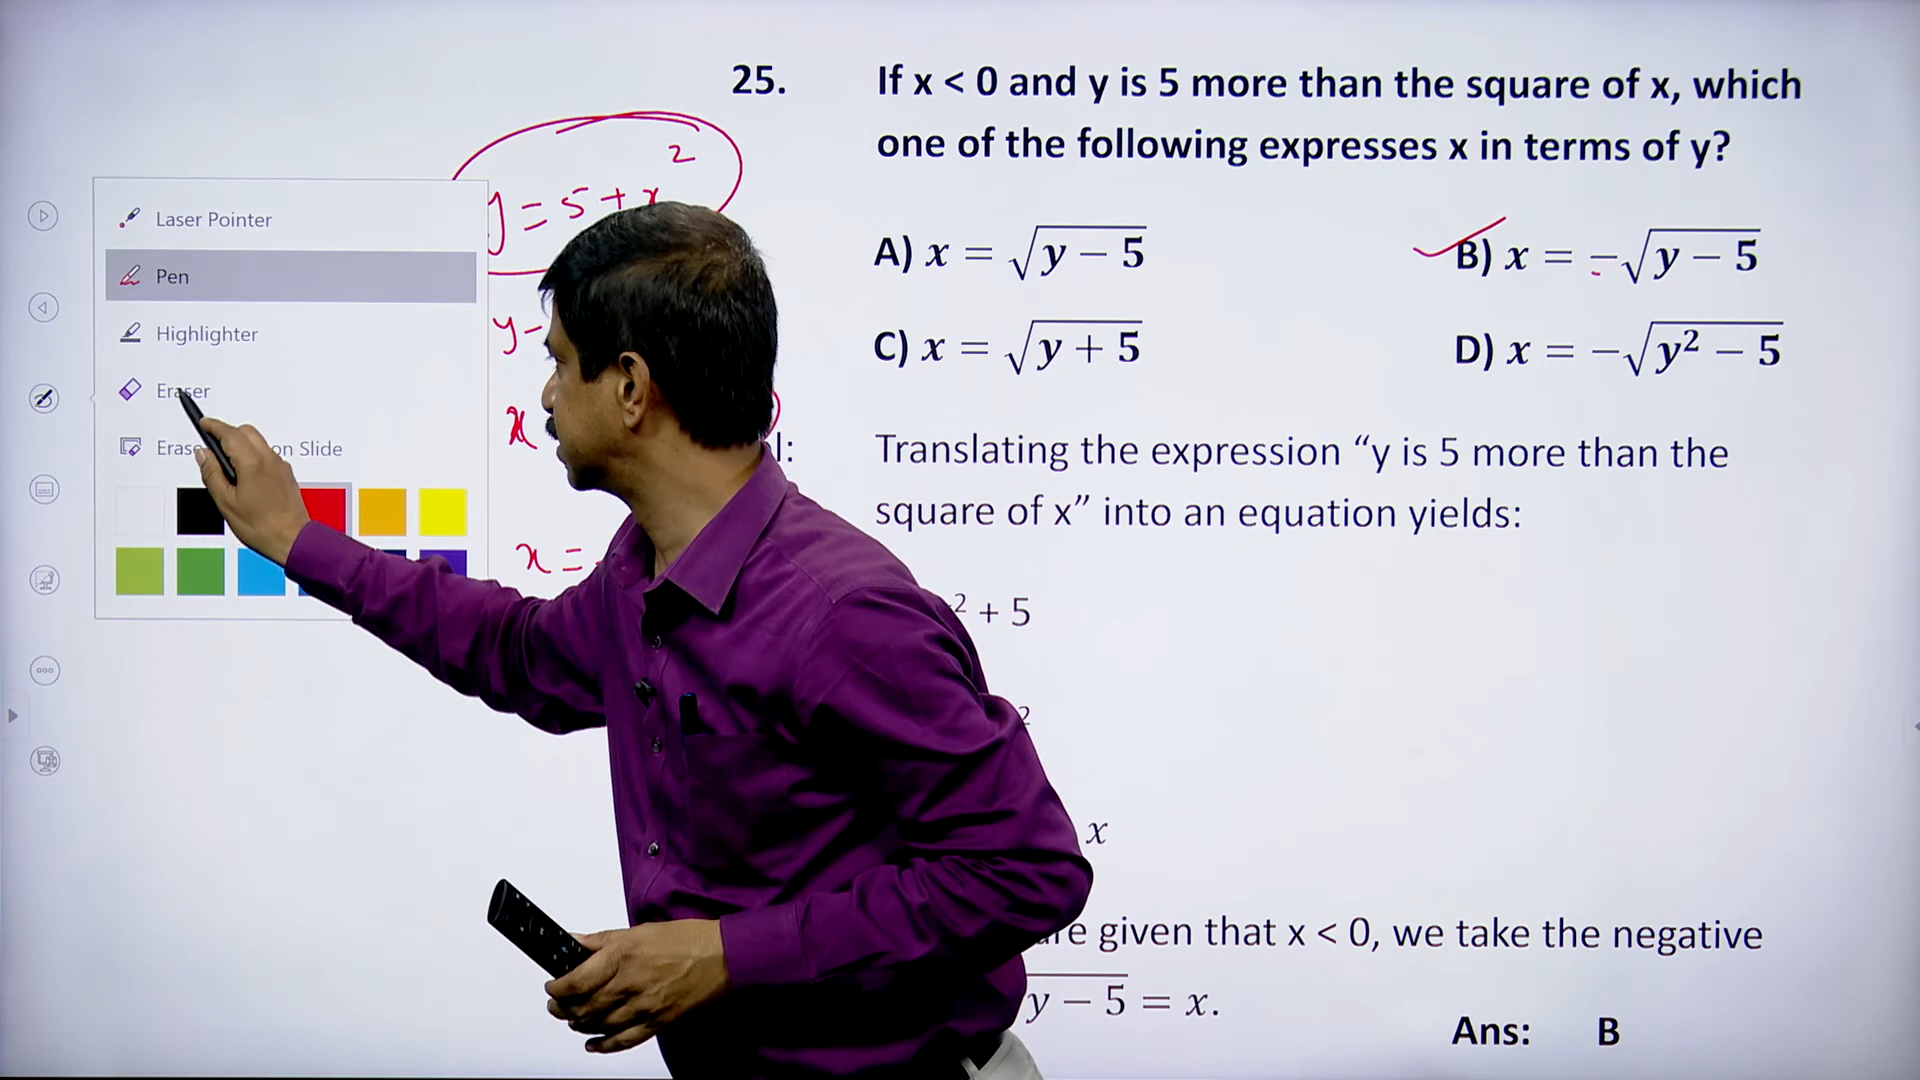 25. If x < 0 and y is 5 more than the square of x, which
one of the following expresses x in terms of y?
A) x = √(y − 5)
B) x = −√(y − 5)
C) x = √(y + 5)
D) x = −√(y² − 5)
Translating the expression “y is 5 more than the
square of x” into an equation yields:
² + 5
2
x
given that x < 0, we take the negative
y − 5 = x.
Ans: B
y = 5 + x²
y −
x
x =
Laser Pointer
Pen
Highlighter
Eraser
on Slide